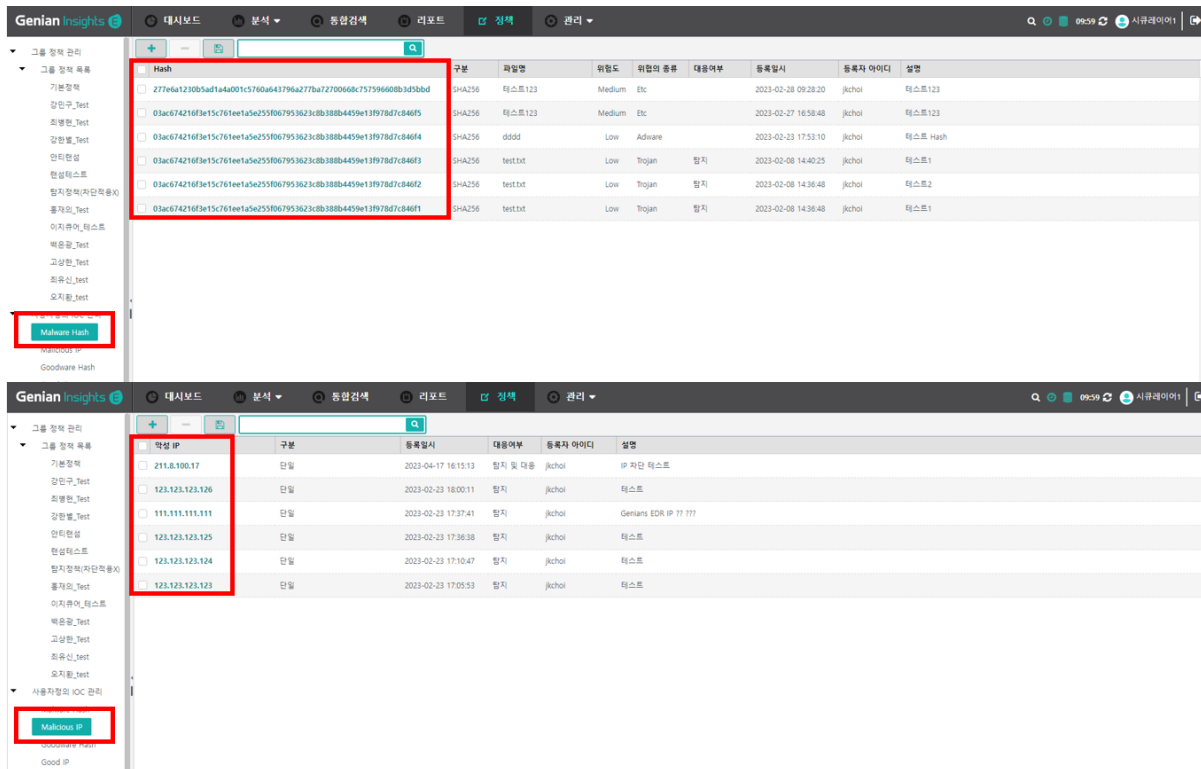 Genian Insights E 대시보드 분석 통합검색 리포트 정책 관리 09:59 시큐레이어1
그룹 정책 관리
그룹 정책 목록
기본정책
강민구_Test
최병현_Test
강한별_Test
안티랜섬
랜섬테스트
탐지정책(차단적용X)
홍재의_Test
이지큐어_테스트
백은광_Test
고상한_Test
최유신_test
오지환_test
Malware Hash
Malicious IP
Goodware Hash
Hash 구분 파일명 위험도 위협의 종류 대응여부 등록일시 등록자 아이디 설명
277e6a1230b5ad1a4a001c5760a643796a277ba72700668c757596608b3d5bbd SHA256 테스트123 Medium Etc 2023-02-28 09:28:20 jkchoi 테스트123
03ac674216f3e15c761ee1a5e255f067953623c8b388b4459e13f978d7c846f5 SHA256 테스트123 Medium Etc 2023-02-27 16:58:48 jkchoi 테스트123
03ac674216f3e15c761ee1a5e255f067953623c8b388b4459e13f978d7c846f4 SHA256 dddd Low Adware 2023-02-23 17:53:10 jkchoi 테스트 Hash
03ac674216f3e15c761ee1a5e255f067953623c8b388b4459e13f978d7c846f3 SHA256 test.txt Low Trojan 탐지 2023-02-08 14:40:25 jkchoi 테스트1
03ac674216f3e15c761ee1a5e255f067953623c8b388b4459e13f978d7c846f2 SHA256 test.txt Low Trojan 탐지 2023-02-08 14:36:48 jkchoi 테스트2
03ac674216f3e15c761ee1a5e255f067953623c8b388b4459e13f978d7c846f1 SHA256 test.txt Low Trojan 탐지 2023-02-08 14:36:48 jkchoi 테스트1
Genian Insights E 대시보드 분석 통합검색 리포트 정책 관리 09:59 시큐레이어1
그룹 정책 관리
그룹 정책 목록
기본정책
강민구_Test
최병현_Test
강한별_Test
안티랜섬
랜섬테스트
탐지정책(차단적용X)
홍재의_Test
이지큐어_테스트
백은광_Test
고상한_Test
최유신_test
오지환_test
사용자정의 IOC 관리
Malicious IP
Goodware Hash
Good IP
악성 IP 구분 등록일시 대응여부 등록자 아이디 설명
211.8.100.17 단일 2023-04-17 16:15:13 탐지 및 대응 jkchoi IP 차단 테스트
123.123.123.126 단일 2023-02-23 18:00:11 탐지 jkchoi 테스트
111.111.111.111 단일 2023-02-23 17:37:41 탐지 jkchoi Genians EDR IP ?? ???
123.123.123.125 단일 2023-02-23 17:36:38 탐지 jkchoi 테스트
123.123.123.124 단일 2023-02-23 17:10:47 탐지 jkchoi 테스트
123.123.123.123 단일 2023-02-23 17:05:53 탐지 jkchoi 테스트